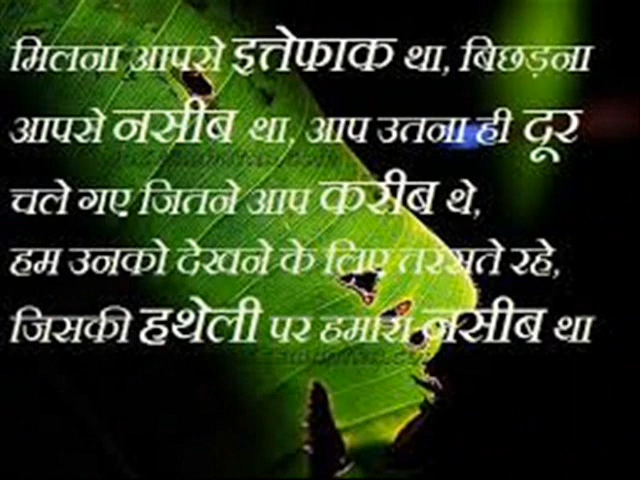 मिलना आपसे इत्तेफाक था, बिछड़ना
आपसे नसीब था, आप उतना ही दूर
चले गए जितने आप करीब थे,
हम उनको देखने के लिए तरसते रहे,
जिसकी हथेली पर हमारा नसीब था